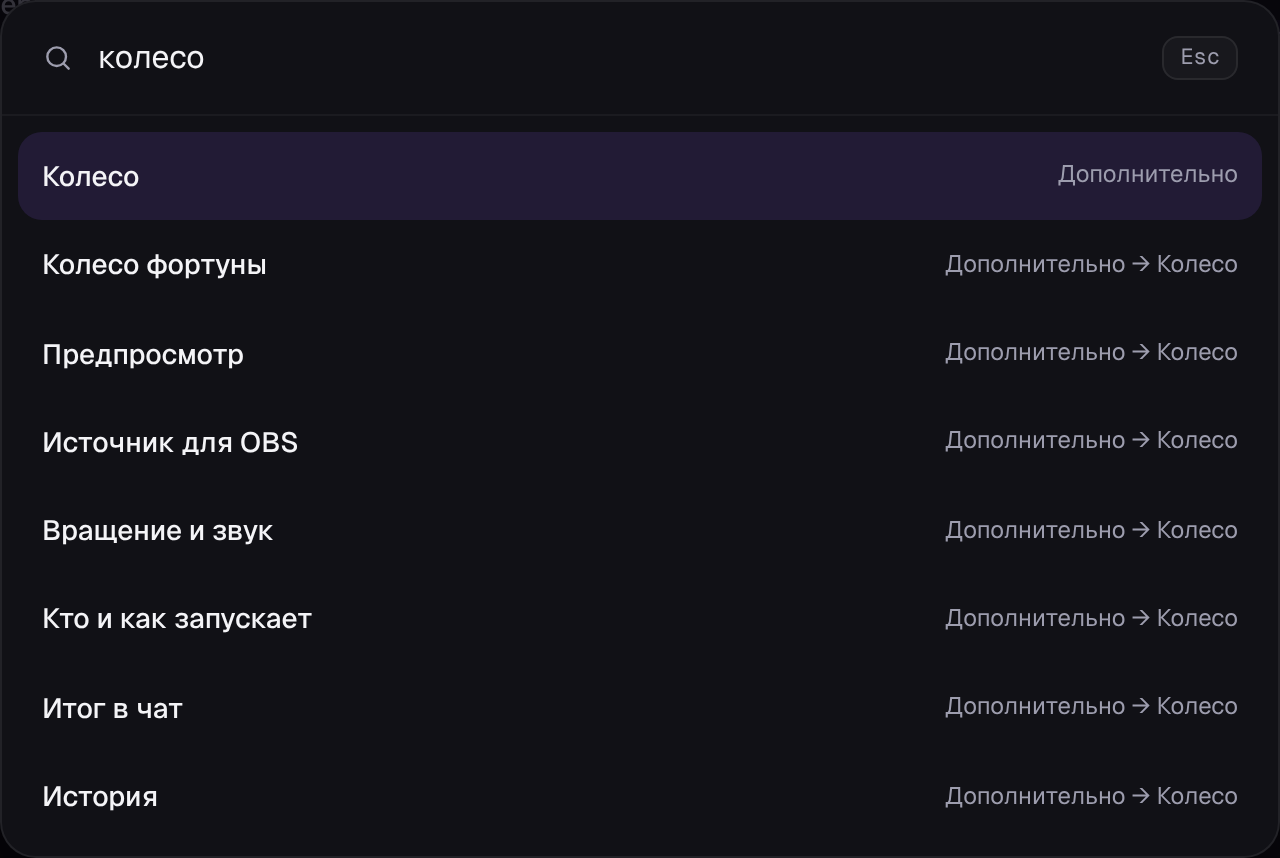 колесо
Esc
Колесо Дополнительно
Колесо фортуны Дополнительно → Колесо
Предпросмотр Дополнительно → Колесо
Источник для OBS Дополнительно → Колесо
Вращение и звук Дополнительно → Колесо
Кто и как запускает Дополнительно → Колесо
Итог в чат Дополнительно → Колесо
История Дополнительно → Колесо